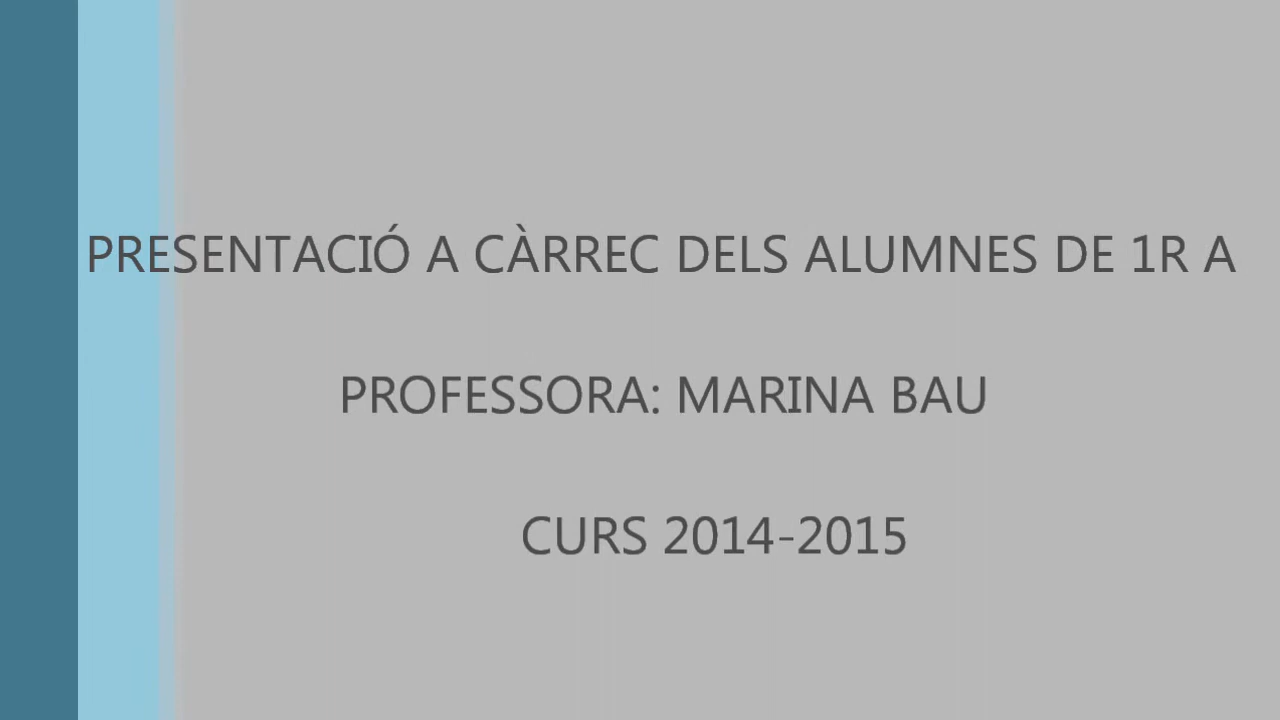 PRESENTACIÓ A CÀRREC DELS ALUMNES DE 1R A
PROFESSORA: MARINA BAU
CURS 2014-2015